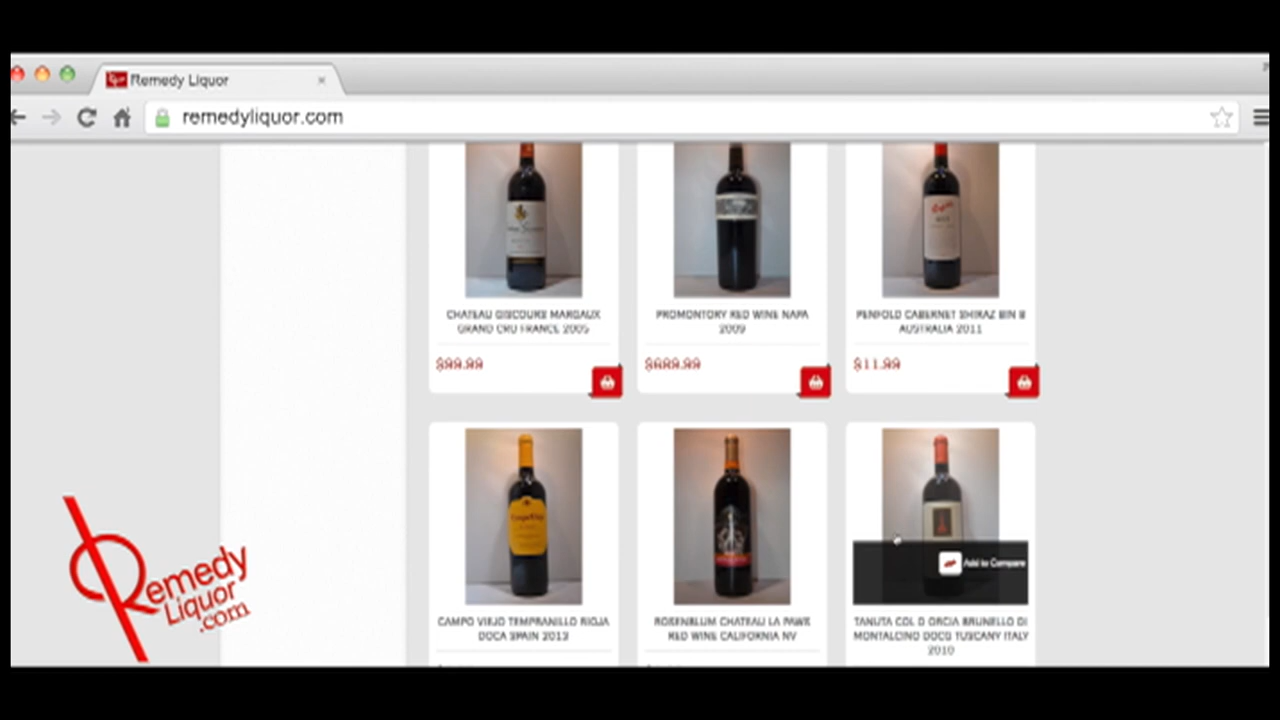 Remedy Liquor
remedyliquor.com
CHATEAU GISCOURS MARGAUX
GRAND CRU FRANCE 2005
PROMONTORY RED WINE NAPA
2009
PENFOLD CABERNET SHIRAZ BIN 8
AUSTRALIA 2011
$99.99
$689.99
$11.99
Add to Compare
CAMPO VIEJO TEMPRANILLO RIOJA
DOCA SPAIN 2013
ROSENBLUM CHATEAU LA PAWS
RED WINE CALIFORNIA NV
TANUTA COL D ORCIA BRUNELLO DI
MONTALCINO DOCG TUSCANY ITALY
2010
Remedy
Liquor
.com